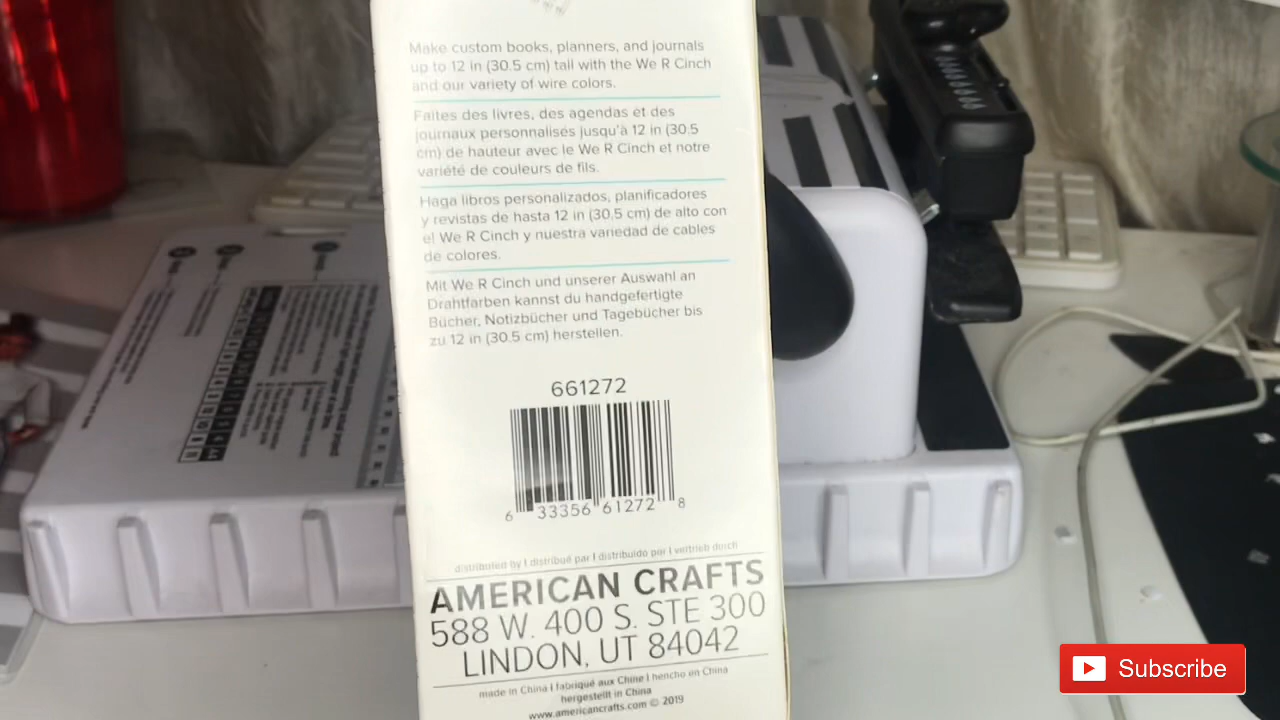 Make custom books, planners, and journals
up to 12 in (30.5 cm) tall with the We R Cinch
and our variety of wire colors.
Faites des livres, des agendas et des
journaux personnalisés jusqu'à 12 in (30.5
cm) de hauteur avec le We R Cinch et notre
variété de couleurs de fils.
Haga libros personalizados, planificadores
y revistas de hasta 12 in (30.5 cm) de alto con
el We R Cinch y nuestra variedad de cables
de colores.
Mit We R Cinch und unserer Auswahl an
Drahtfarben kannst du handgefertigte
Bücher, Notizbücher und Tagebücher bis
zu 12 in (30.5 cm) herstellen.
661272
6 33356 61272 8
distributed by | distribué par | distribuido por | vertrieb durch
AMERICAN CRAFTS
588 W. 400 S. STE 300
LINDON, UT 84042
made in China | fabriqué aux Chine | hencho en China
hergestellt in China
www.americancrafts.com © 2019
Subscribe